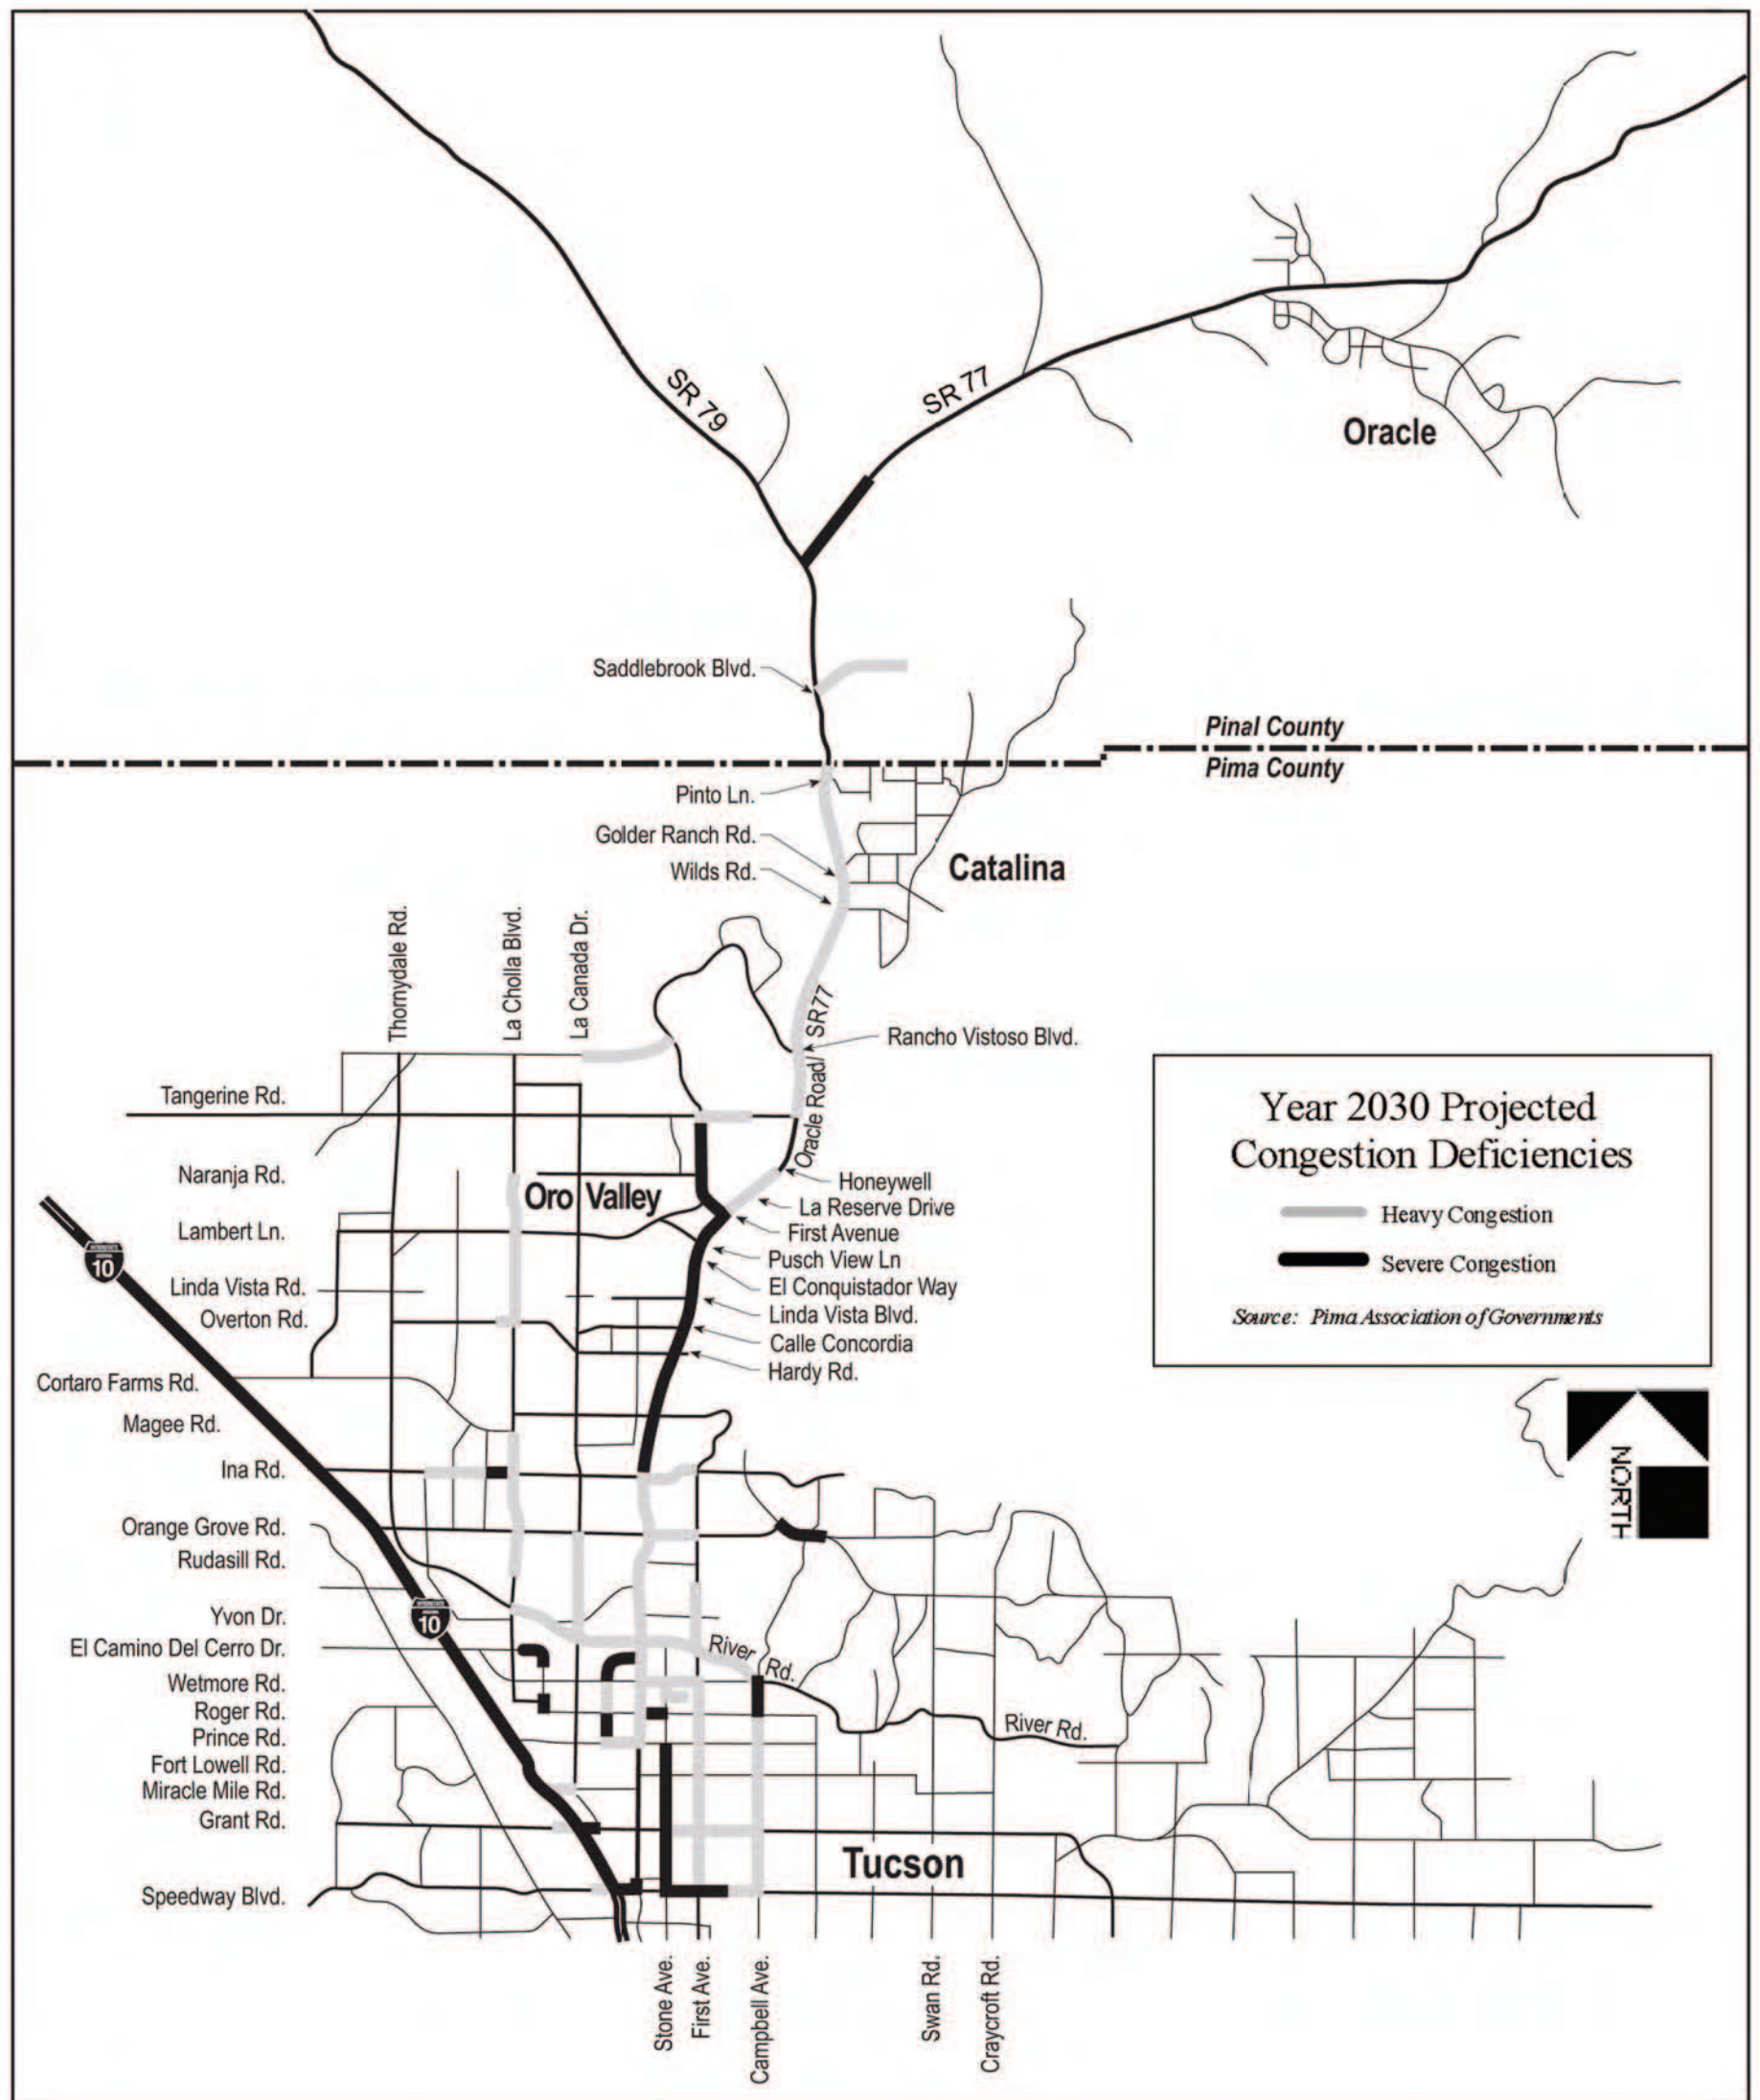 SR 79
SR 77
Oracle
Saddlebrook Blvd.
Pinal County
Pima County
Pinto Ln.
Golder Ranch Rd.
Wilds Rd.
Catalina
Thornydale Rd.
La Cholla Blvd.
La Canada Dr.
Oracle Road/ SR77
Rancho Vistoso Blvd.
Tangerine Rd.
Naranja Rd.
Oro Valley
Honeywell
La Reserve Drive
First Avenue
Lambert Ln.
Pusch View Ln
El Conquistador Way
Linda Vista Rd.
Linda Vista Blvd.
Overton Rd.
Calle Concordia
Hardy Rd.
INTERSTATE
10
Year 2030 Projected
Congestion Deficiencies
Heavy Congestion
Severe Congestion
Source: Pima Association of Governments
Cortaro Farms Rd.
Magee Rd.
Ina Rd.
NORTH
Orange Grove Rd.
Rudasill Rd.
INTERSTATE
10
Yvon Dr.
El Camino Del Cerro Dr.
River Rd.
Wetmore Rd.
Roger Rd.
River Rd.
Prince Rd.
Fort Lowell Rd.
Miracle Mile Rd.
Grant Rd.
Tucson
Speedway Blvd.
Stone Ave.
First Ave.
Campbell Ave.
Swan Rd.
Craycroft Rd.